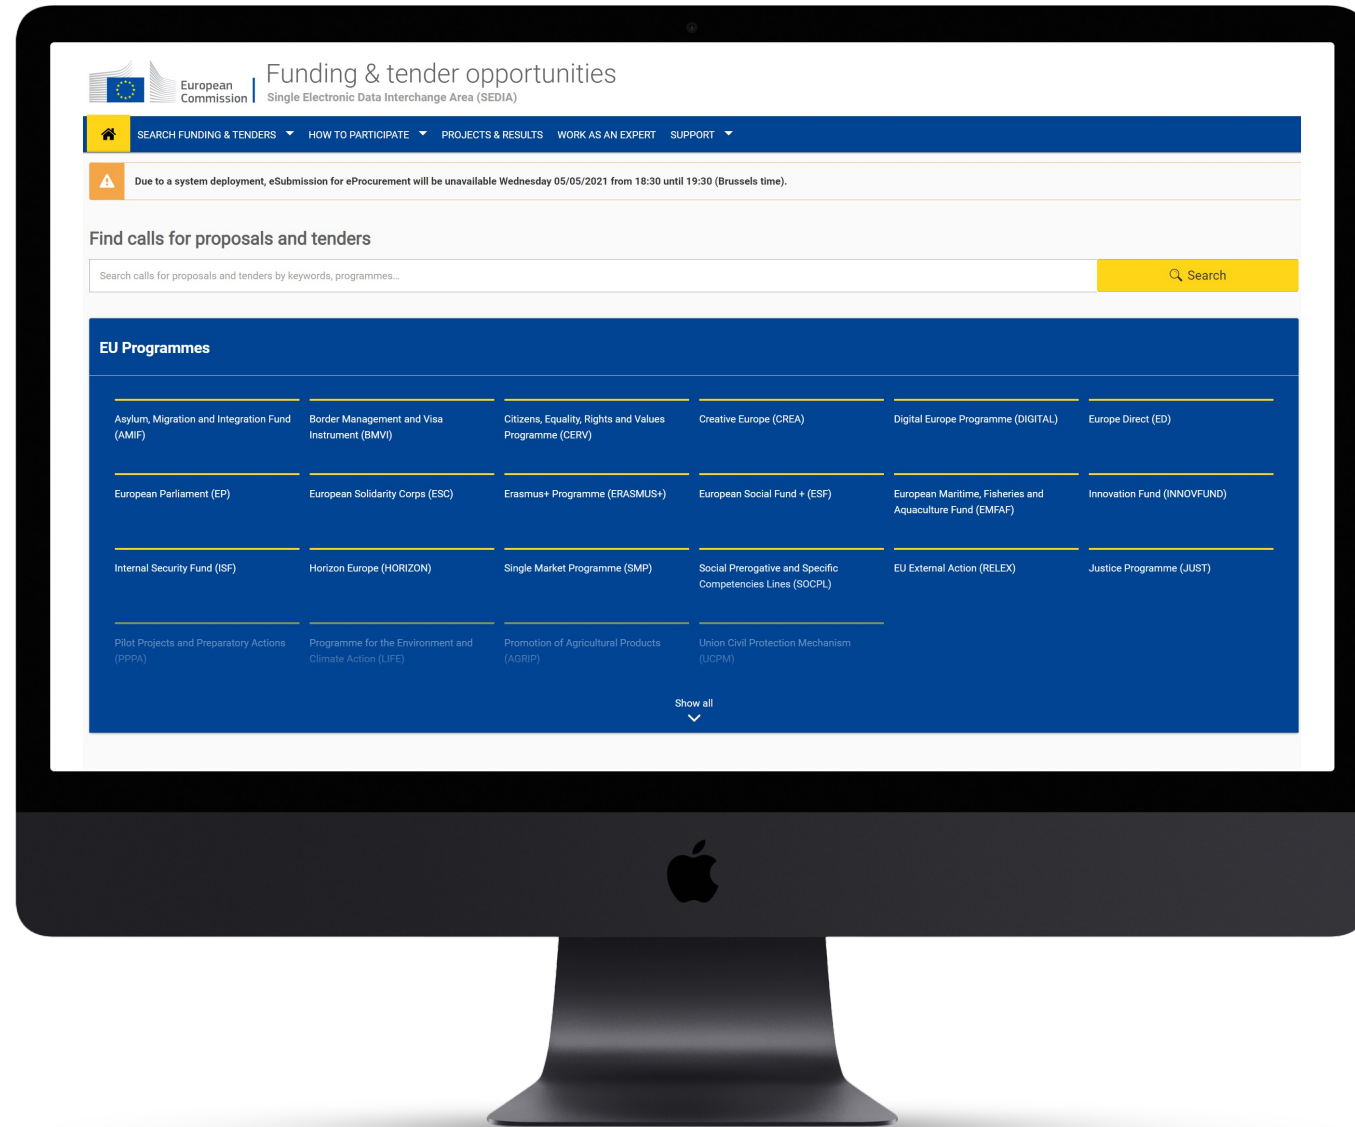 European
Commission
Funding & tender opportunities
Single Electronic Data Interchange Area (SEDIA)
SEARCH FUNDING & TENDERS HOW TO PARTICIPATE PROJECTS & RESULTS WORK AS AN EXPERT SUPPORT
Due to a system deployment, eSubmission for eProcurement will be unavailable Wednesday 05/05/2021 from 18:30 until 19:30 (Brussels time).
Find calls for proposals and tenders
Search calls for proposals and tenders by keywords, programmes...
Search
EU Programmes
Asylum, Migration and Integration Fund
(AMIF)
Border Management and Visa
Instrument (BMVI)
Citizens, Equality, Rights and Values
Programme (CERV)
Creative Europe (CREA)
Digital Europe Programme (DIGITAL)
Europe Direct (ED)
European Parliament (EP)
European Solidarity Corps (ESC)
Erasmus+ Programme (ERASMUS+)
European Social Fund + (ESF)
European Maritime, Fisheries and
Aquaculture Fund (EMFAF)
Innovation Fund (INNOVFUND)
Internal Security Fund (ISF)
Horizon Europe (HORIZON)
Single Market Programme (SMP)
Social Prerogative and Specific
Competencies Lines (SOCPL)
EU External Action (RELEX)
Justice Programme (JUST)
Pilot Projects and Preparatory Actions
(PPPA)
Programme for the Environment and
Climate Action (LIFE)
Promotion of Agricultural Products
(AGRIP)
Union Civil Protection Mechanism
(UCPM)
Show all